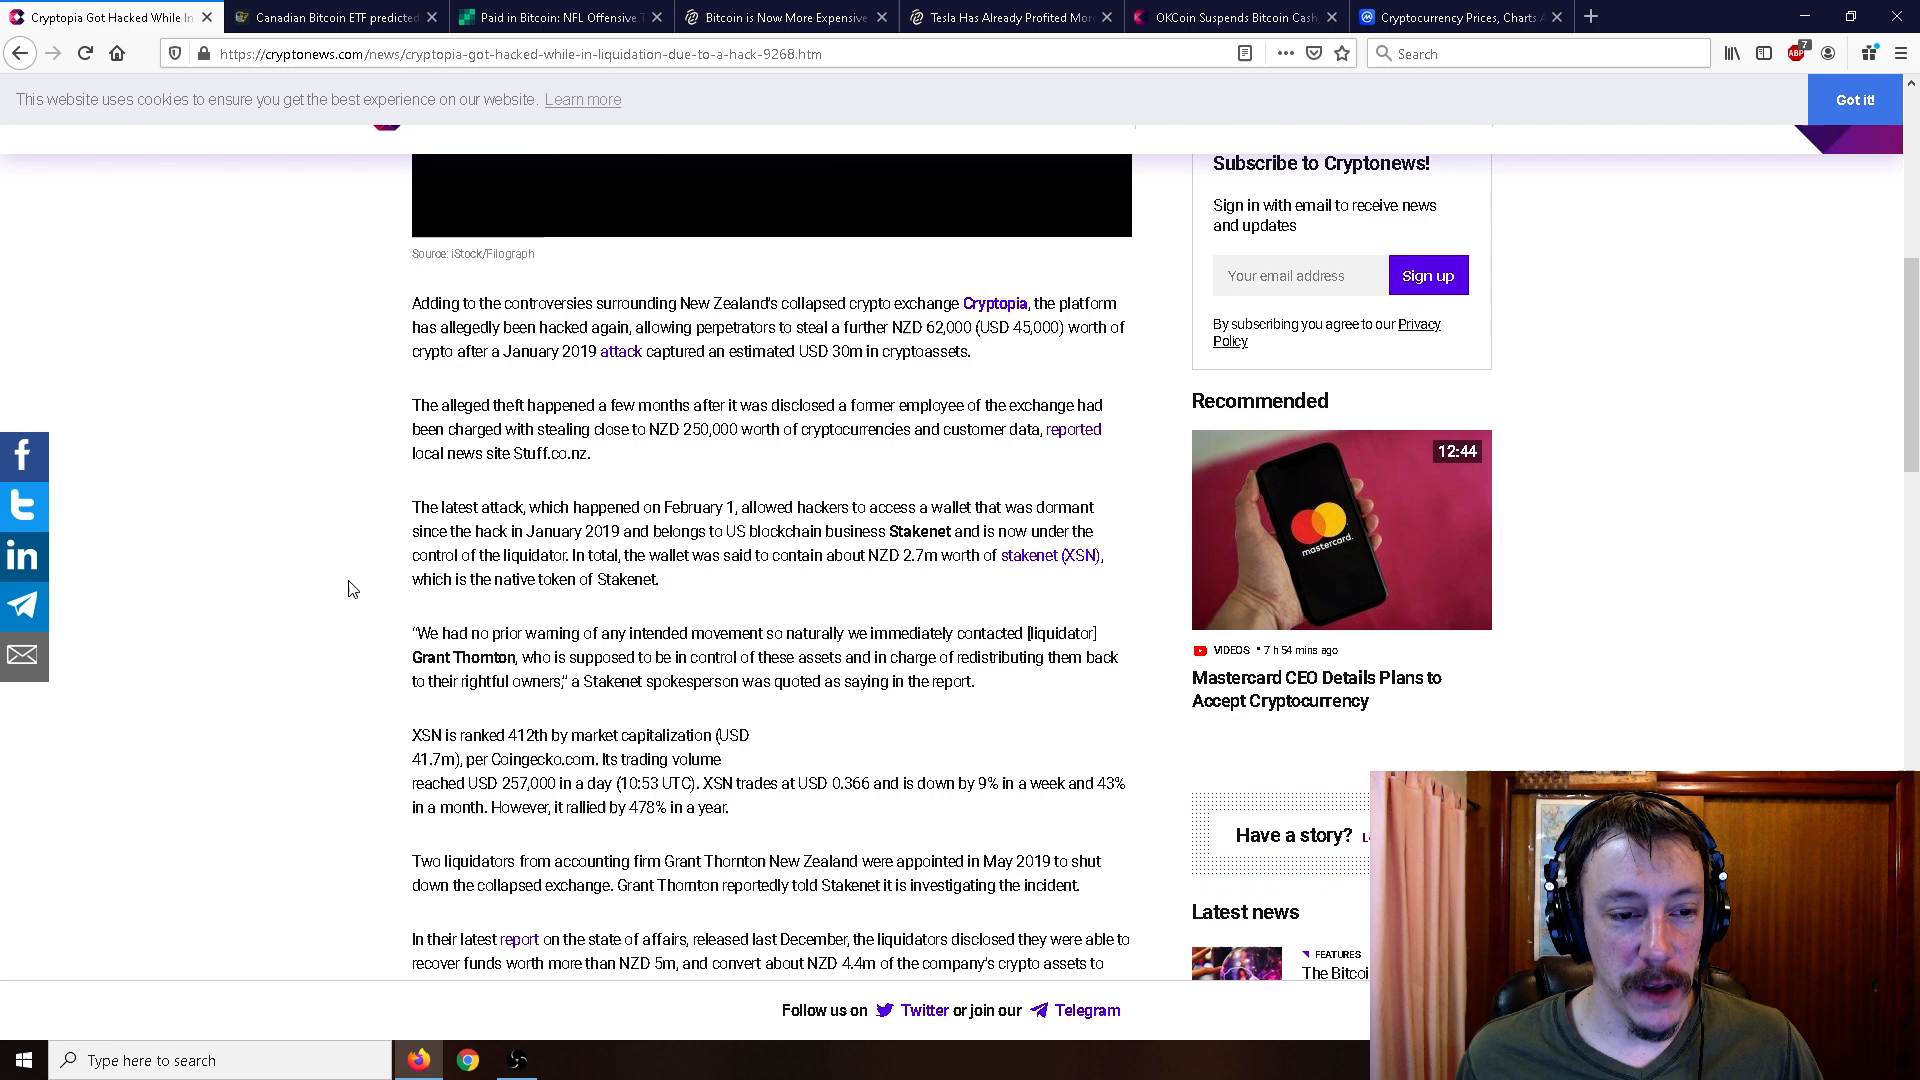 Cryptopia Got Hacked While In
Canadian Bitcoin ETF predicted
Paid in Bitcoin: NFL Offensive T
Bitcoin is Now More Expensive
Tesla Has Already Profited Mor
OKCoin Suspends Bitcoin Cash,
Cryptocurrency Prices, Charts A
https://cryptonews.com/news/cryptopia-got-hacked-while-in-liquidation-due-to-a-hack-9268.htm
Search
ABP
7
This website uses cookies to ensure you get the best experience on our website. Learn more
Got it!
Source: iStock/Filograph
Adding to the controversies surrounding New Zealand's collapsed crypto exchange Cryptopia, the platform
has allegedly been hacked again, allowing perpetrators to steal a further NZD 62,000 (USD 45,000) worth of
crypto after a January 2019 attack captured an estimated USD 30m in cryptoassets.
The alleged theft happened a few months after it was disclosed a former employee of the exchange had
been charged with stealing close to NZD 250,000 worth of cryptocurrencies and customer data, reported
local news site Stuff.co.nz.
The latest attack, which happened on February 1, allowed hackers to access a wallet that was dormant
since the hack in January 2019 and belongs to US blockchain business Stakenet and is now under the
control of the liquidator. In total, the wallet was said to contain about NZD 2.7m worth of stakenet (XSN),
which is the native token of Stakenet.
“We had no prior warning of any intended movement so naturally we immediately contacted [liquidator]
Grant Thornton, who is supposed to be in control of these assets and in charge of redistributing them back
to their rightful owners,” a Stakenet spokesperson was quoted as saying in the report.
XSN is ranked 412th by market capitalization (USD
41.7m), per Coingecko.com. Its trading volume
reached USD 257,000 in a day (10:53 UTC). XSN trades at USD 0.366 and is down by 9% in a week and 43%
in a month. However, it rallied by 478% in a year.
Two liquidators from accounting firm Grant Thornton New Zealand were appointed in May 2019 to shut
down the collapsed exchange. Grant Thornton reportedly told Stakenet it is investigating the incident.
In their latest report on the state of affairs, released last December, the liquidators disclosed they were able to
recover funds worth more than NZD 5m, and convert about NZD 4.4m of the company's crypto assets to
Subscribe to Cryptonews!
Sign in with email to receive news
and updates
Your email address
Sign up
By subscribing you agree to our Privacy
Policy
Recommended
12:44
mastercard.
VIDEOS • 7 h 54 mins ago
Mastercard CEO Details Plans to
Accept Cryptocurrency
Have a story?
Latest news
FEATURES
The Bitcoi
Follow us on Twitter or join our Telegram
Type here to search